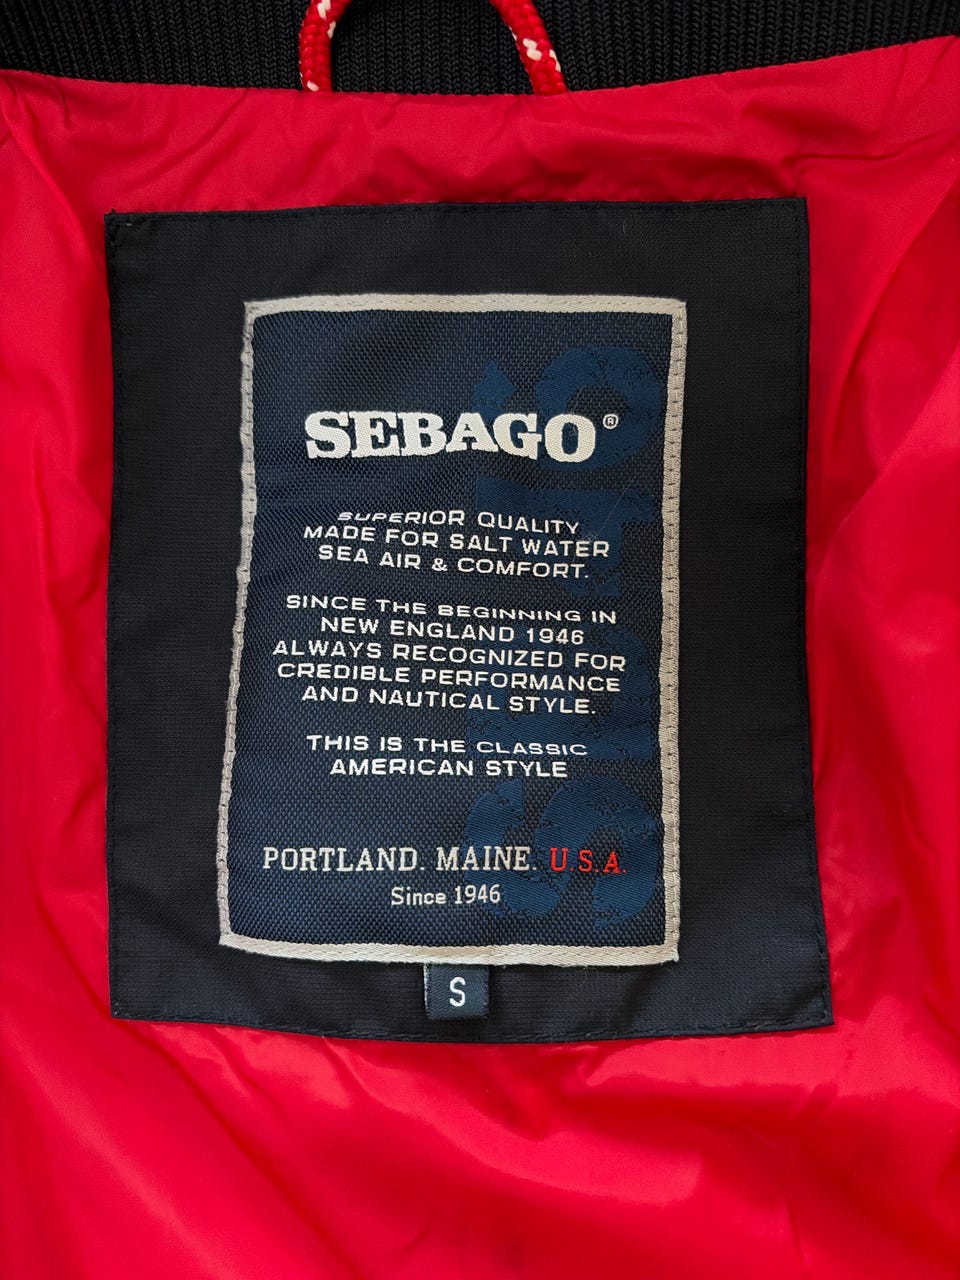 SEBAGO®
SUPERIOR QUALITY
MADE FOR SALT WATER
SEA AIR & COMFORT.
SINCE THE BEGINNING IN
NEW ENGLAND 1946
ALWAYS RECOGNIZED FOR
CREDIBLE PERFORMANCE
AND NAUTICAL STYLE.
THIS IS THE CLASSIC
AMERICAN STYLE
PORTLAND. MAINE. U.S.A.
Since 1946
S